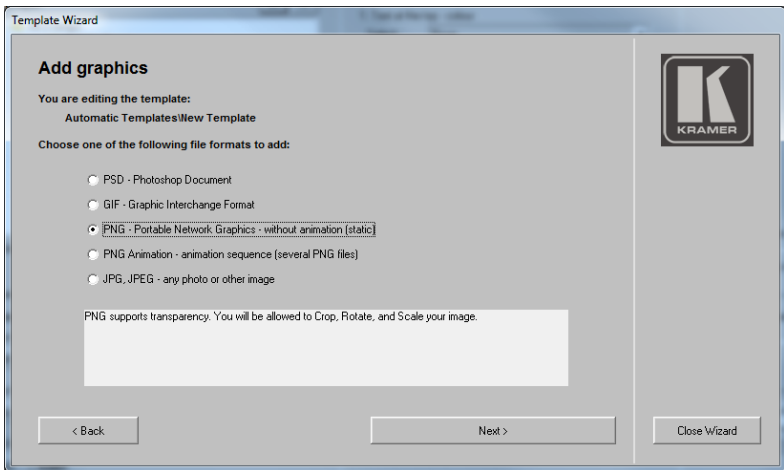 Template Wizard
Add graphics
You are editing the template:
Automatic Templates\New Template
Choose one of the following file formats to add:
PSD - Photoshop Document
GIF - Graphic Interchange Format
PNG - Portable Network Graphics - without animation (static)
PNG Animation - animation sequence (several PNG files)
JPG, JPEG - any photo or other image
PNG supports transparency. You will be allowed to Crop, Rotate, and Scale your image.
< Back
Next >
Close Wizard
K
KRAMER